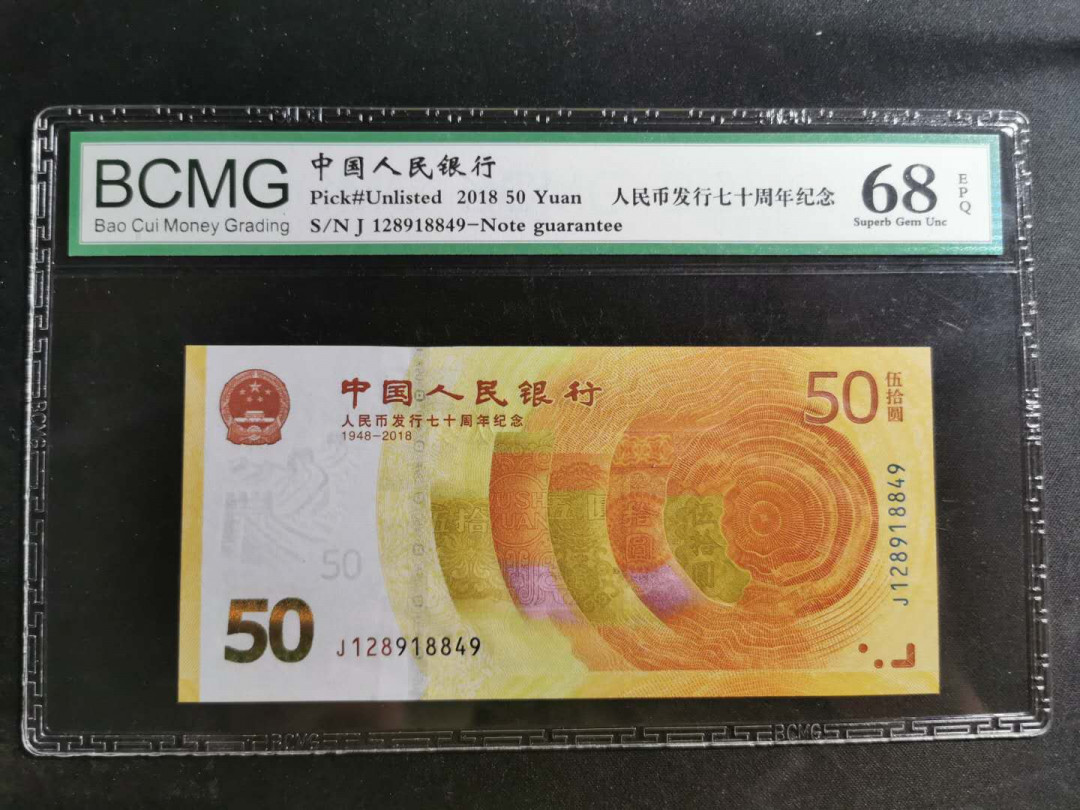 BCMG
Bao Cui Money Grading
中国人民银行
Pick#Unlisted 2018 50 Yuan 人民币发行七十周年纪念
S/N J 128918849-Note guarantee
68
EPQ
Superb Gem Unc
中国人民银行
人民币发行七十周年纪念
1948-2018
50
伍拾圆
50
50
J128918849
J128918849
BCMG
BCMG
BCMG